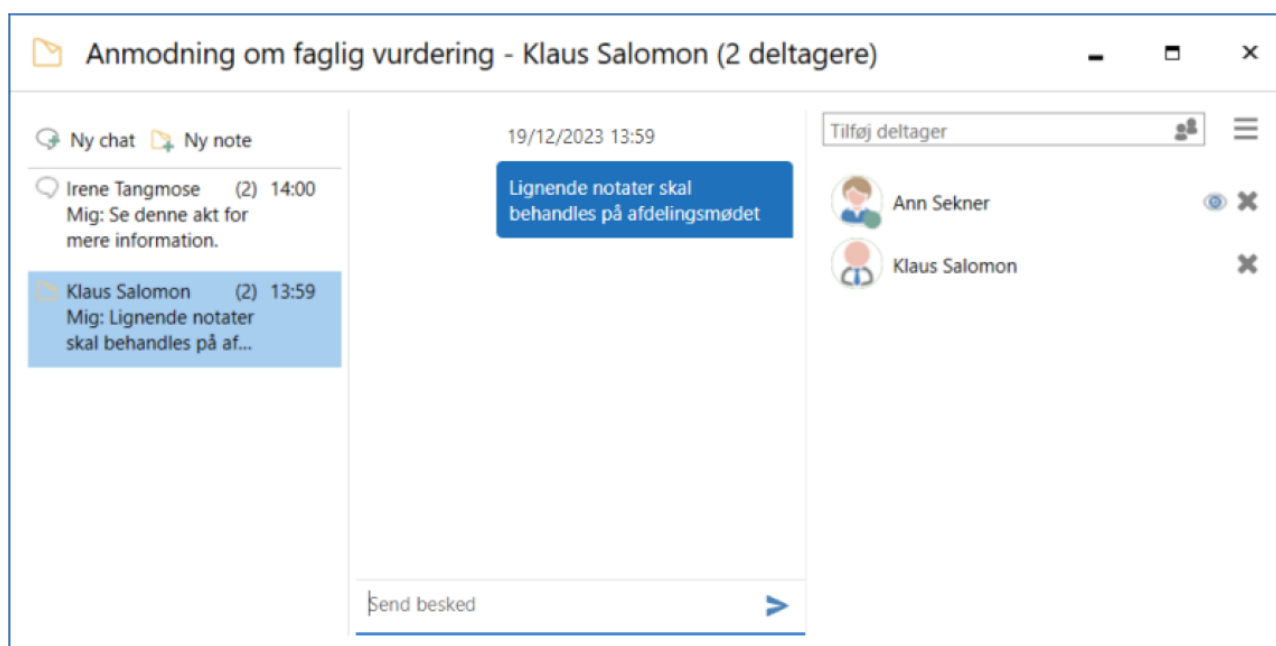 Anmodning om faglig vurdering - Klaus Salomon (2 deltagere)
Ny chat Ny note
Irene Tangmose (2) 14:00
Mig: Se denne akt for
mere information.
Klaus Salomon (2) 13:59
Mig: Lignende notater
skal behandles på af...
19/12/2023 13:59
Lignende notater skal
behandles på afdelingsmødet
Send besked
Tilføj deltager
Ann Sekner
Klaus Salomon